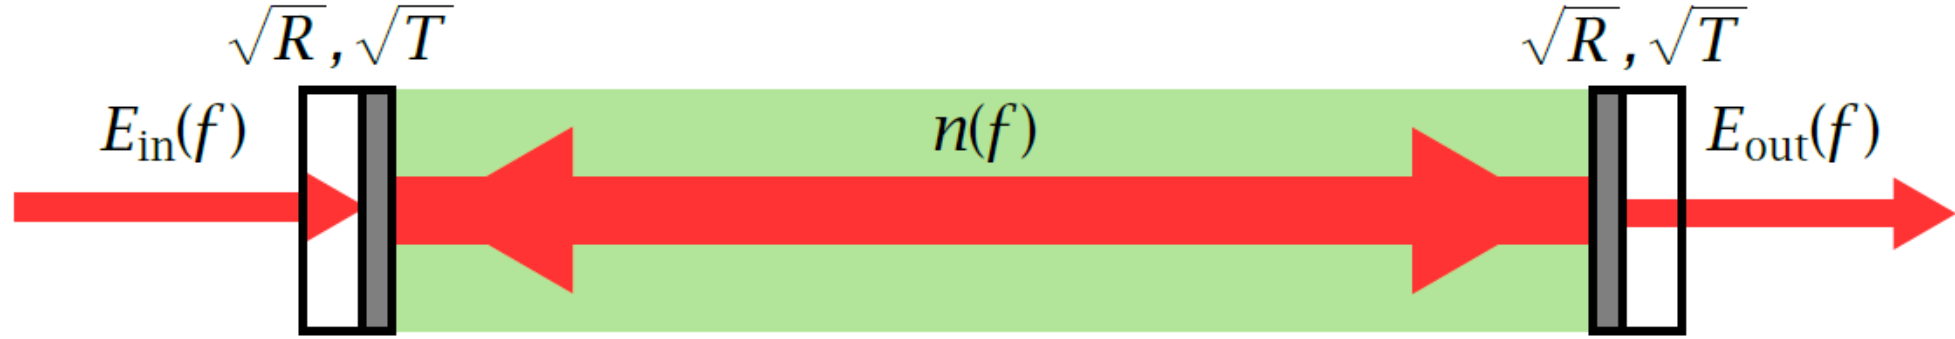 √R, √T √R, √T
E_in(f) n(f) E_out(f)